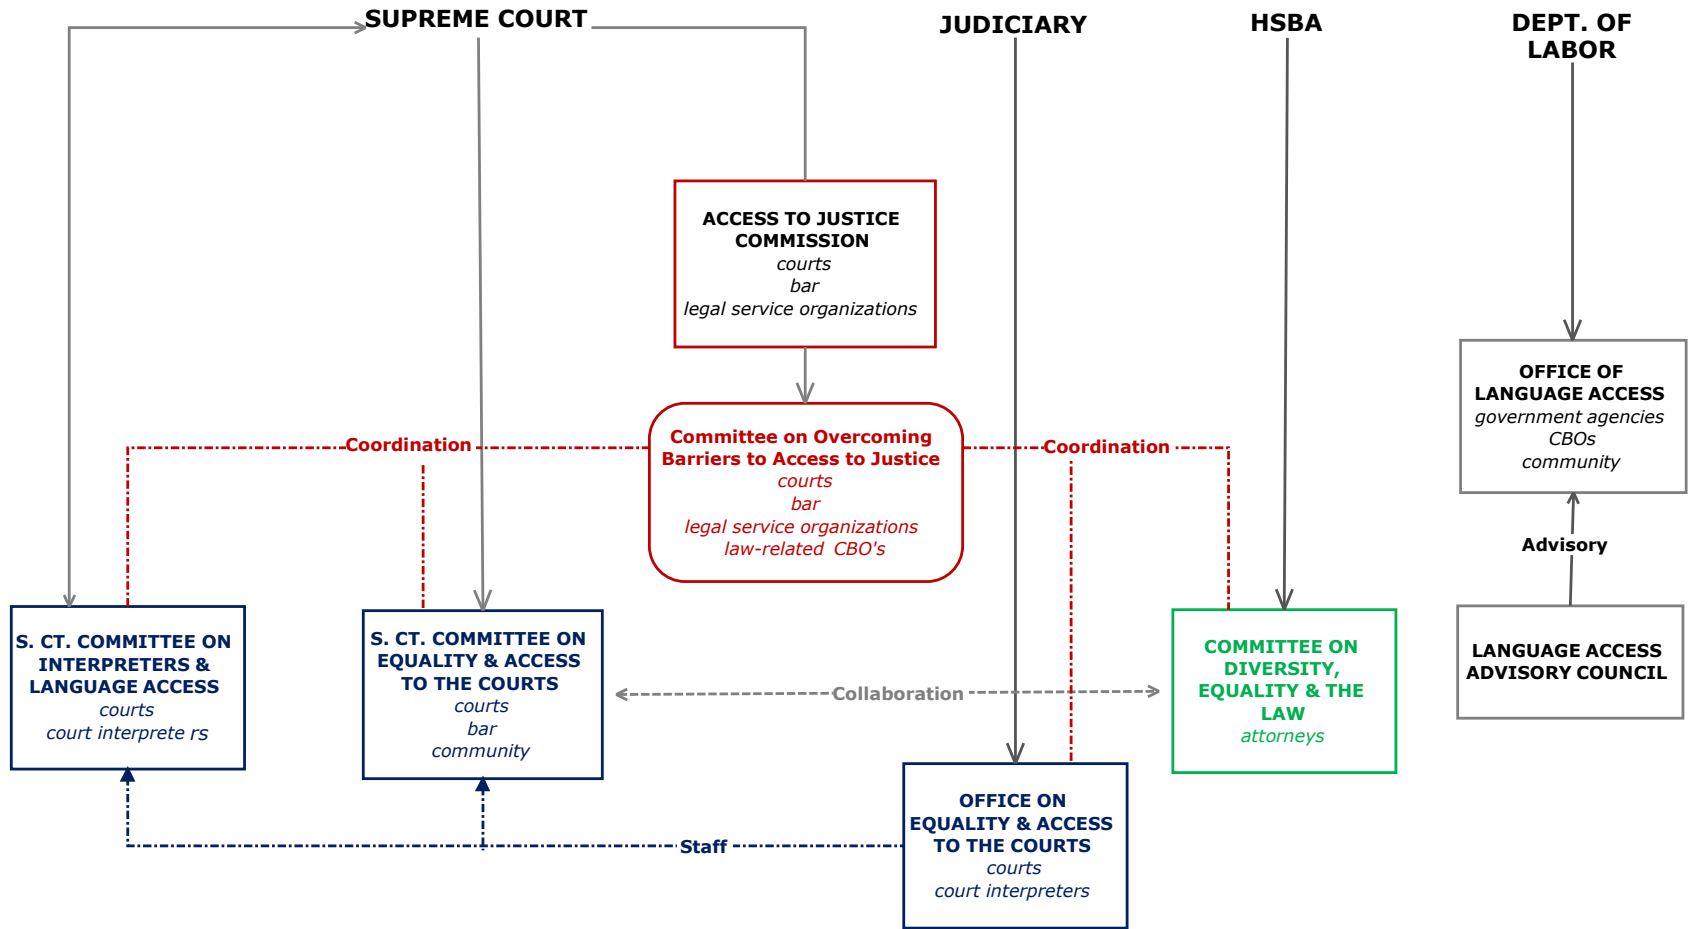 SUPREME COURT
JUDICIARY
HSBA
DEPT. OF
LABOR
ACCESS TO JUSTICE
COMMISSION
courts
bar
legal service organizations
OFFICE OF
LANGUAGE ACCESS
government agencies
CBOs
community
Coordination
Committee on Overcoming
Barriers to Access to Justice
courts
bar
legal service organizations
law-related CBO's
Coordination
Advisory
S. CT. COMMITTEE ON
INTERPRETERS &
LANGUAGE ACCESS
courts
court interprete rs
S. CT. COMMITTEE ON
EQUALITY & ACCESS
TO THE COURTS
courts
bar
community
Collaboration
COMMITTEE ON
DIVERSITY,
EQUALITY & THE
LAW
attorneys
LANGUAGE ACCESS
ADVISORY COUNCIL
Staff
OFFICE ON
EQUALITY & ACCESS
TO THE COURTS
courts
court interpreters